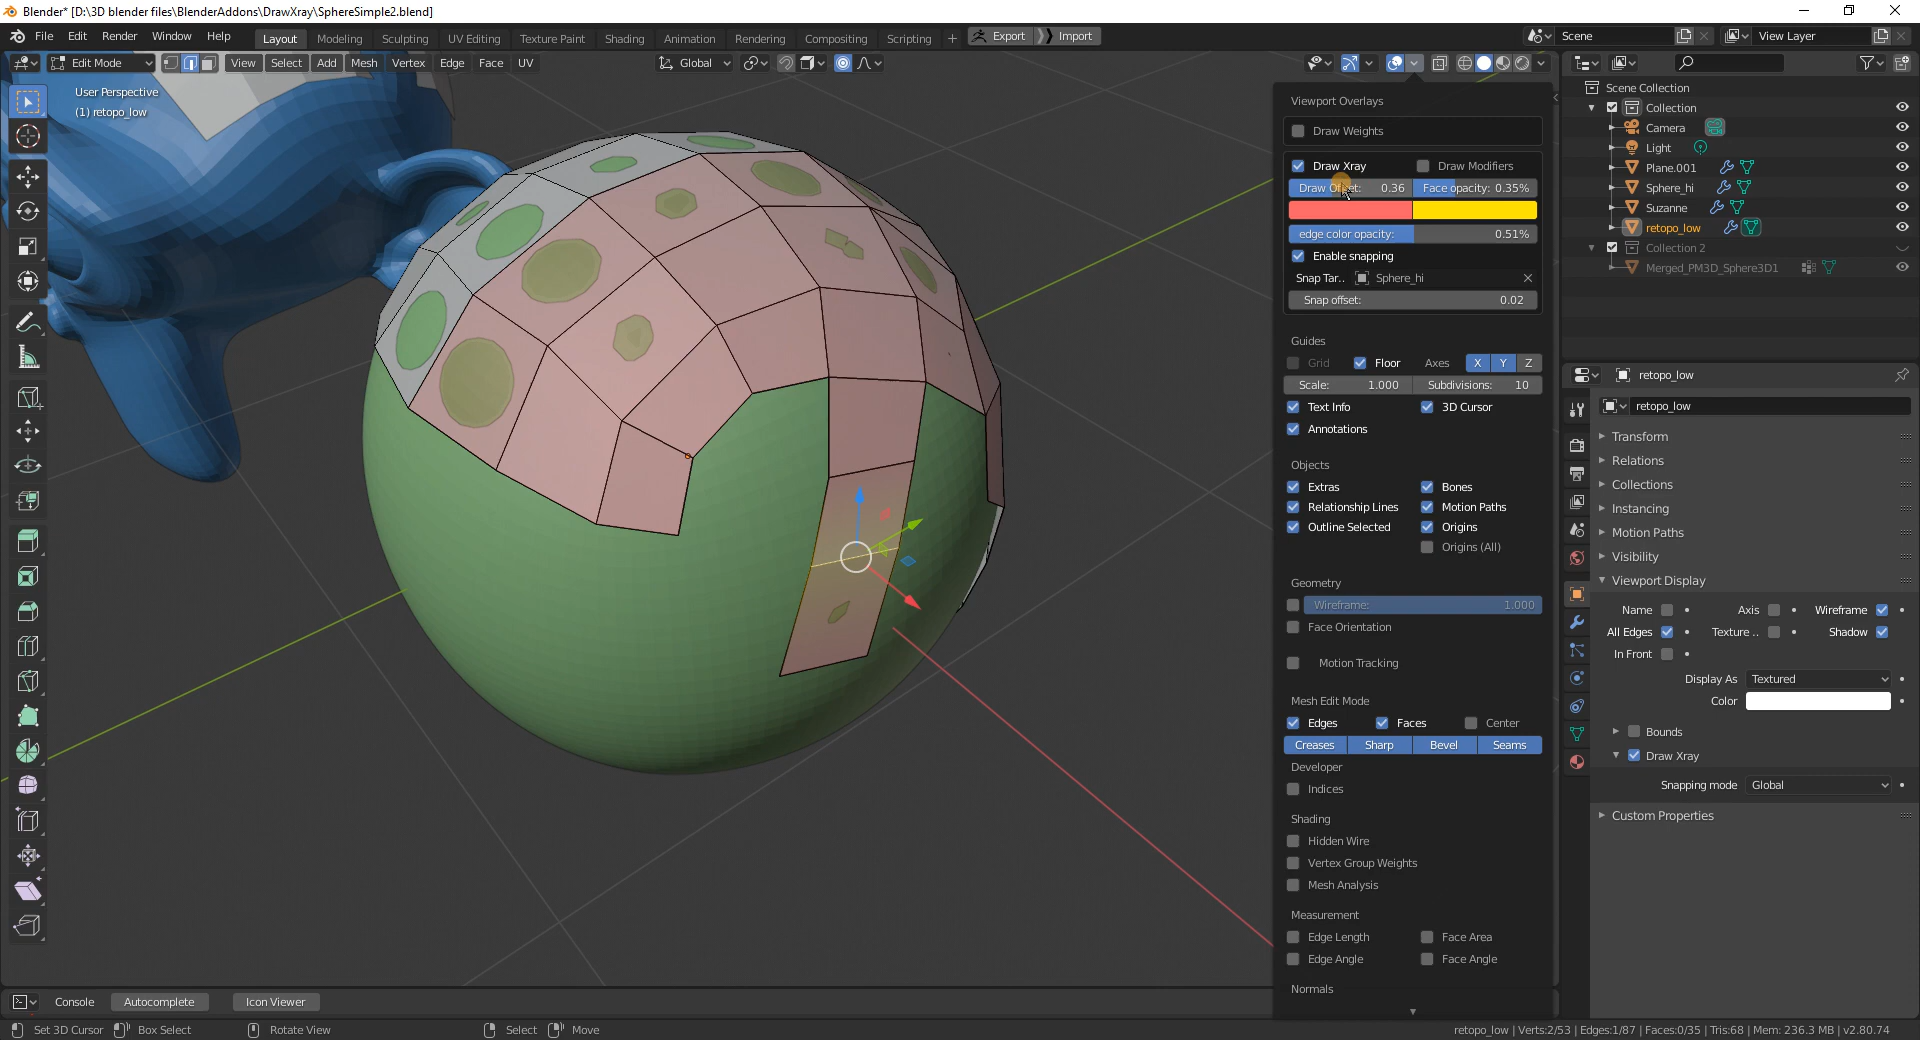 Blender* [D:\3D blender files\BlenderAddons\DrawXray\SphereSimple2.blend]
File Edit Render Window Help Layout Modeling Sculpting UV Editing Texture Paint Shading Animation Rendering Compositing Scripting + Export Import Scene View Layer
Edit Mode View Select Add Mesh Vertex Edge Face UV Global
User Perspective
(1) retopo_low
Viewport Overlays
Draw Weights
Draw Xray Draw Modifiers
0.36 Face opacity: 0.35%
edge color opacity: 0.51%
Enable snapping
Snap Tar.. Sphere_hi
Snap offset: 0.02
Guides
Grid Floor Axes X Y Z
Scale: 1.000 Subdivisions: 10
Text Info 3D Cursor
Annotations
Objects
Extras Bones
Relationship Lines Motion Paths
Outline Selected Origins
Origins (All)
Geometry
Wireframe: 1.000
Face Orientation
Motion Tracking
Mesh Edit Mode
Edges Faces Center
Creases Sharp Bevel Seams
Developer
Indices
Shading
Hidden Wire
Vertex Group Weights
Mesh Analysis
Measurement
Edge Length Face Area
Edge Angle Face Angle
Normals
Scene Collection
Collection
Camera
Light
Plane.001
Sphere_hi
Suzanne
retopo_low
Collection 2
Merged_PM3D_Sphere3D1
retopo_low
retopo_low
Transform
Relations
Collections
Instancing
Motion Paths
Visibility
Viewport Display
Name Axis Wireframe
All Edges Texture .. Shadow
In Front
Display As Textured
Color
Bounds
Draw Xray
Snapping mode Global
Custom Properties
Console Autocomplete Icon Viewer
Set 3D Cursor Box Select Rotate View Select Move retopo_low | Verts:2/53 | Edges:1/87 | Faces:0/35 | Tris:68 | Mem: 236.3 MB | v2.80.74